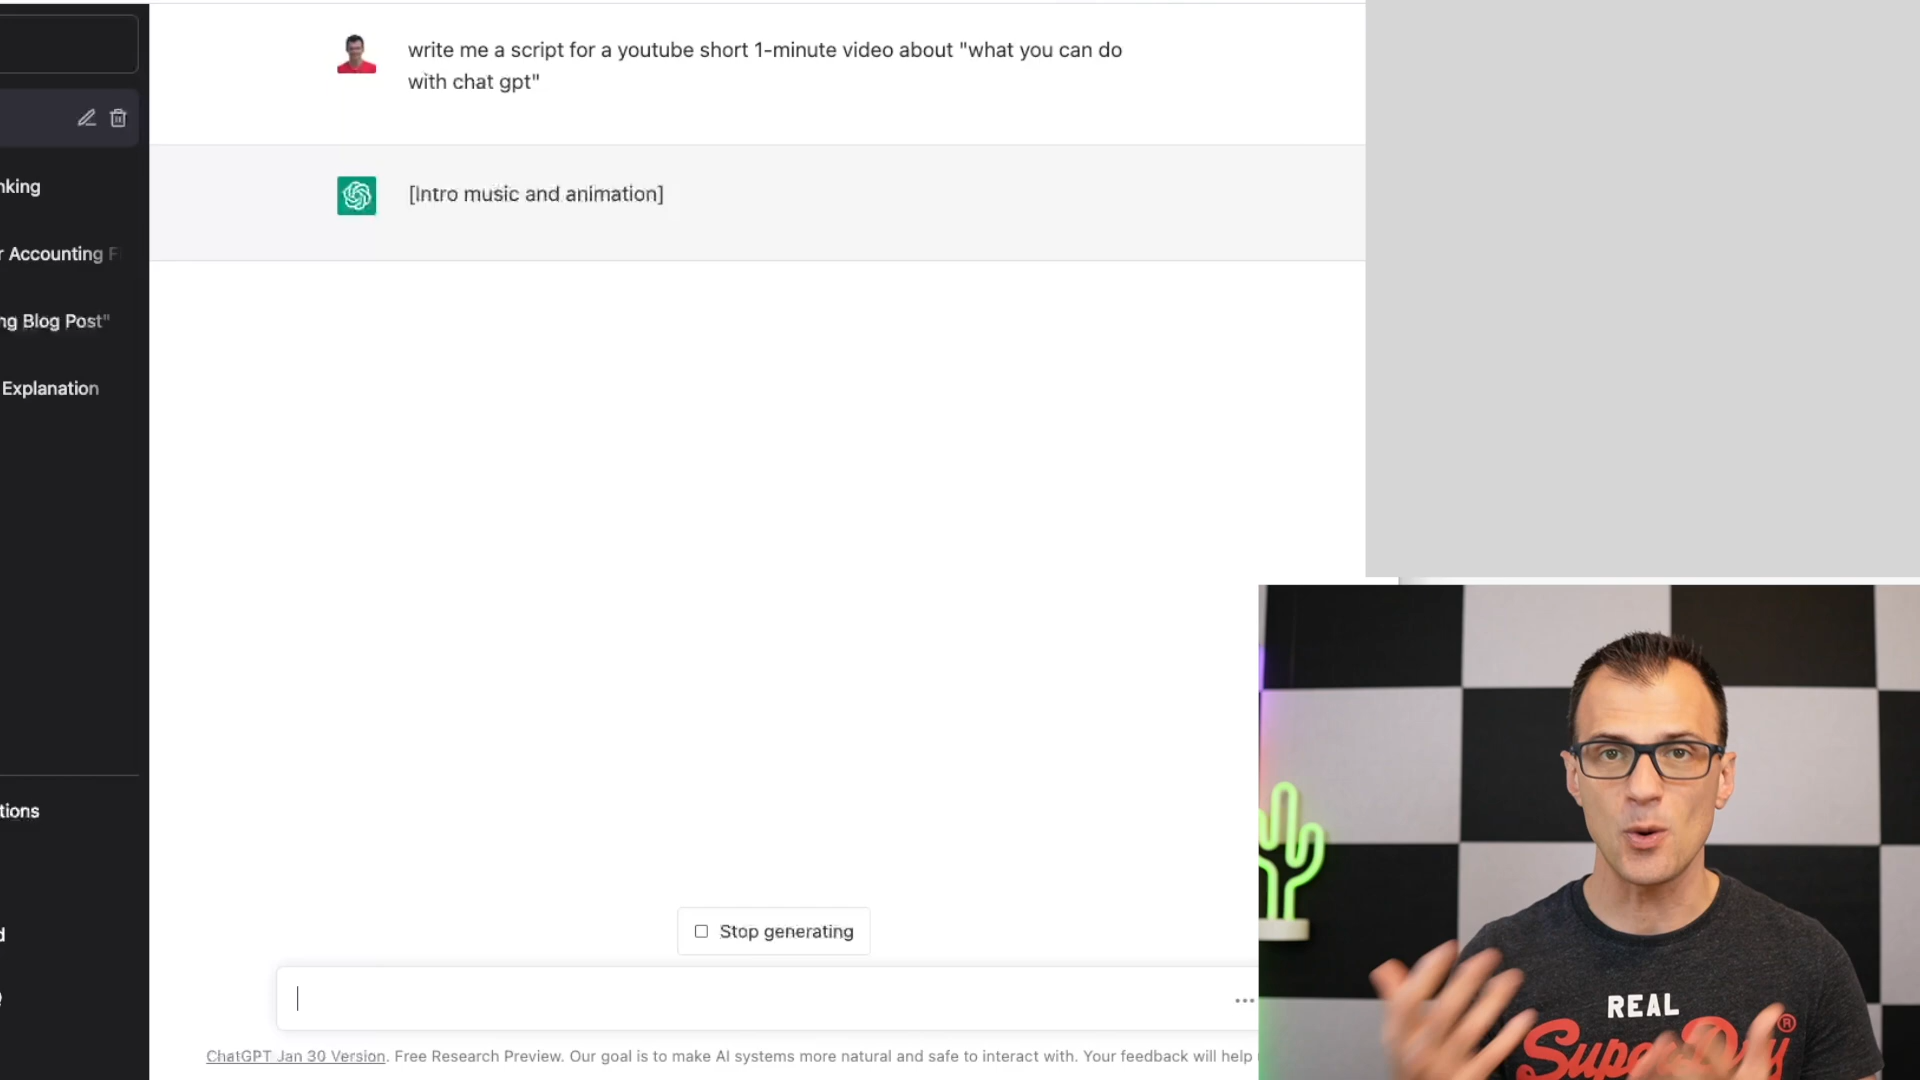 write me a script for a youtube short 1-minute video about "what you can do
with chat gpt"
[Intro music and animation]
nking
r Accounting F
ng Blog Post"
Explanation
tions
d
Stop generating
ChatGPT Jan 30 Version. Free Research Preview. Our goal is to make AI systems more natural and safe to interact with. Your feedback will help
REAL
SuperDry®